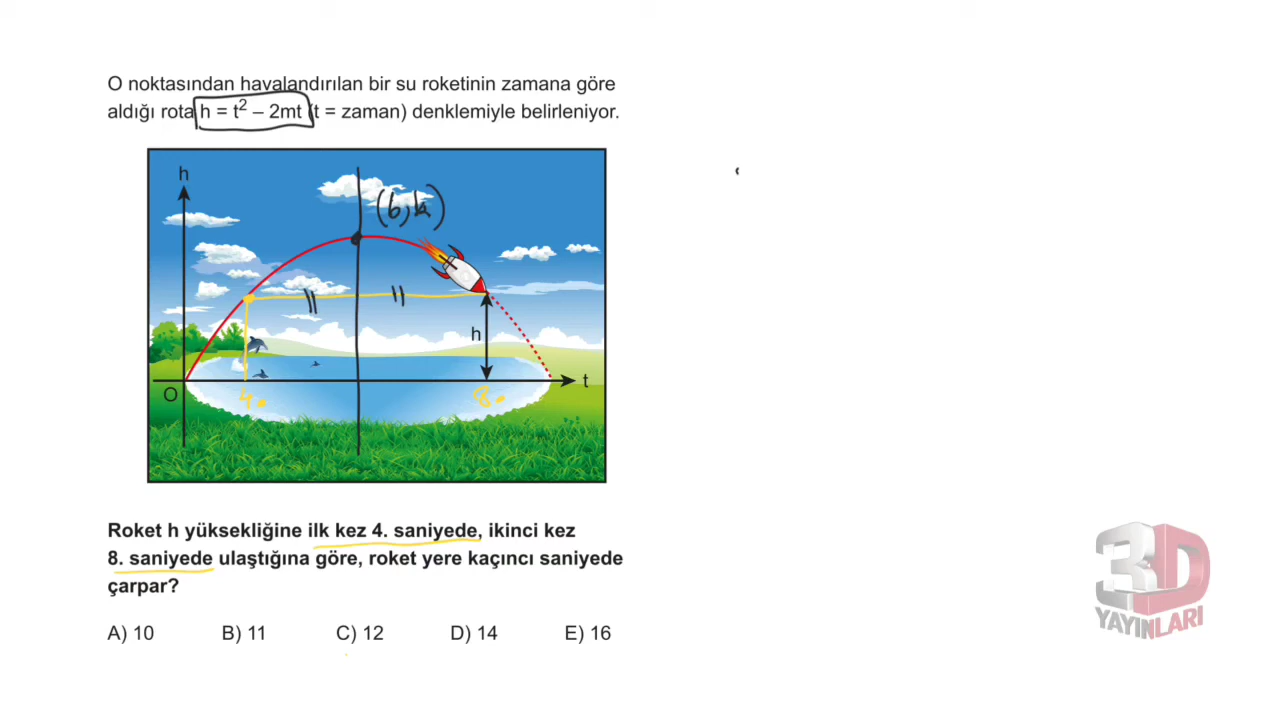 O noktasından havalandırılan bir su roketinin zamana göre
aldığı rota h = t² – 2mt (t = zaman) denklemiyle belirleniyor.
h
(6, k)
h
O
4.
8.
t
Roket h yüksekliğine ilk kez 4. saniyede, ikinci kez
8. saniyede ulaştığına göre, roket yere kaçıncı saniyede
çarpar?
A) 10 B) 11 C) 12 D) 14 E) 16
3D
YAYINLARI